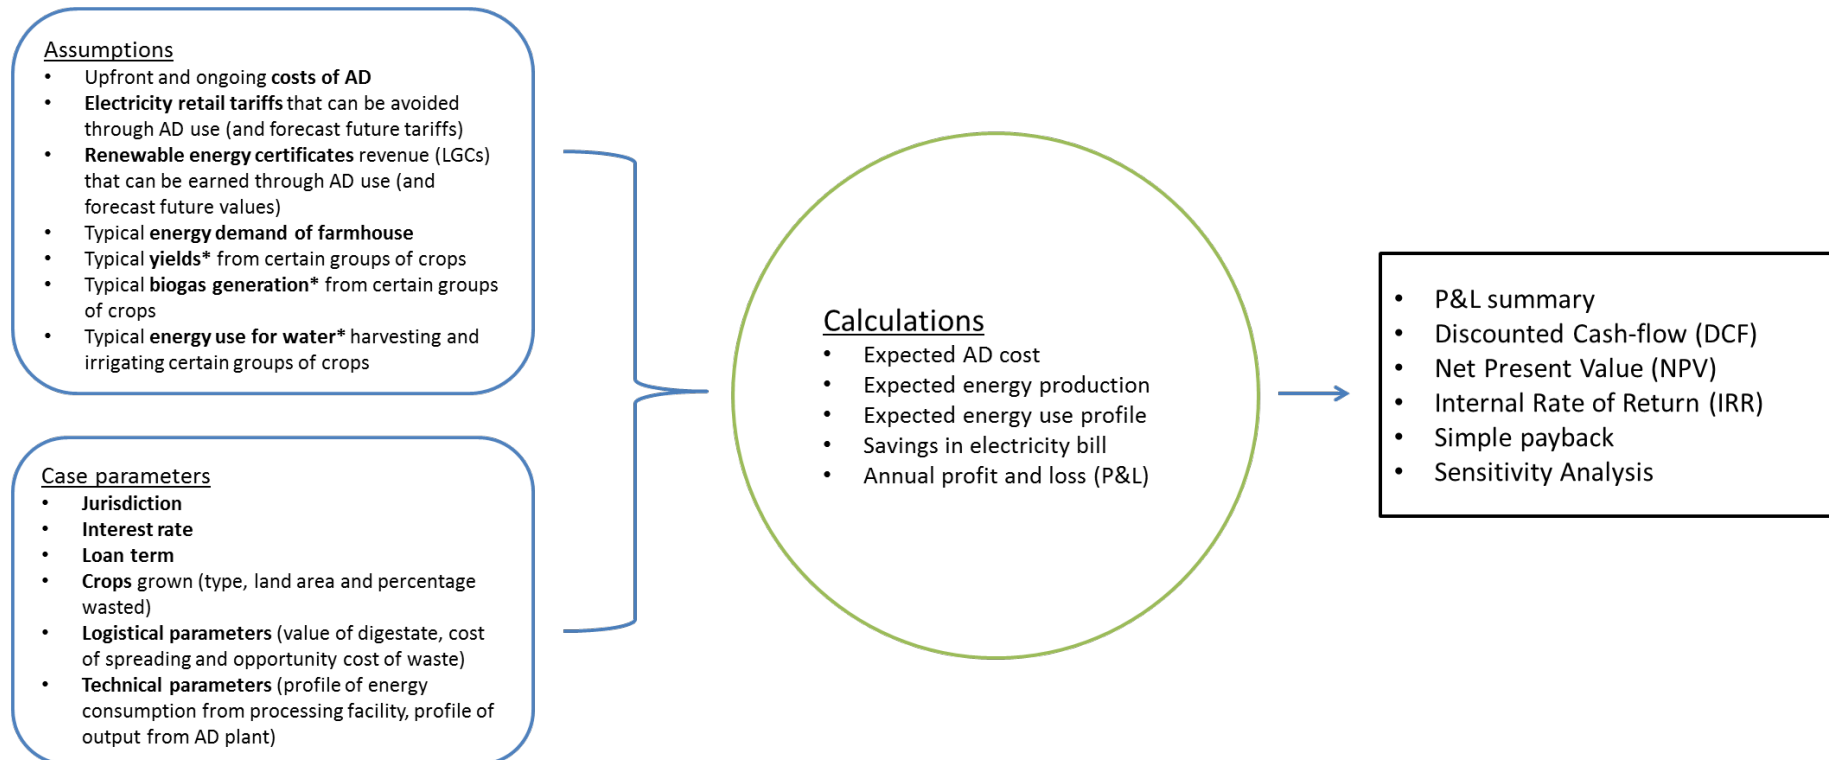 Assumptions
• Upfront and ongoing costs of AD
• Electricity retail tariffs that can be avoided
through AD use (and forecast future tariffs)
• Renewable energy certificates revenue (LGCs)
that can be earned through AD use (and
forecast future values)
• Typical energy demand of farmhouse
• Typical yields* from certain groups of crops
• Typical biogas generation* from certain groups
of crops
• Typical energy use for water* harvesting and
irrigating certain groups of crops
Case parameters
• Jurisdiction
• Interest rate
• Loan term
• Crops grown (type, land area and percentage
wasted)
• Logistical parameters (value of digestate, cost
of spreading and opportunity cost of waste)
• Technical parameters (profile of energy
consumption from processing facility, profile of
output from AD plant)
Calculations
• Expected AD cost
• Expected energy production
• Expected energy use profile
• Savings in electricity bill
• Annual profit and loss (P&L)
• P&L summary
• Discounted Cash-flow (DCF)
• Net Present Value (NPV)
• Internal Rate of Return (IRR)
• Simple payback
• Sensitivity Analysis